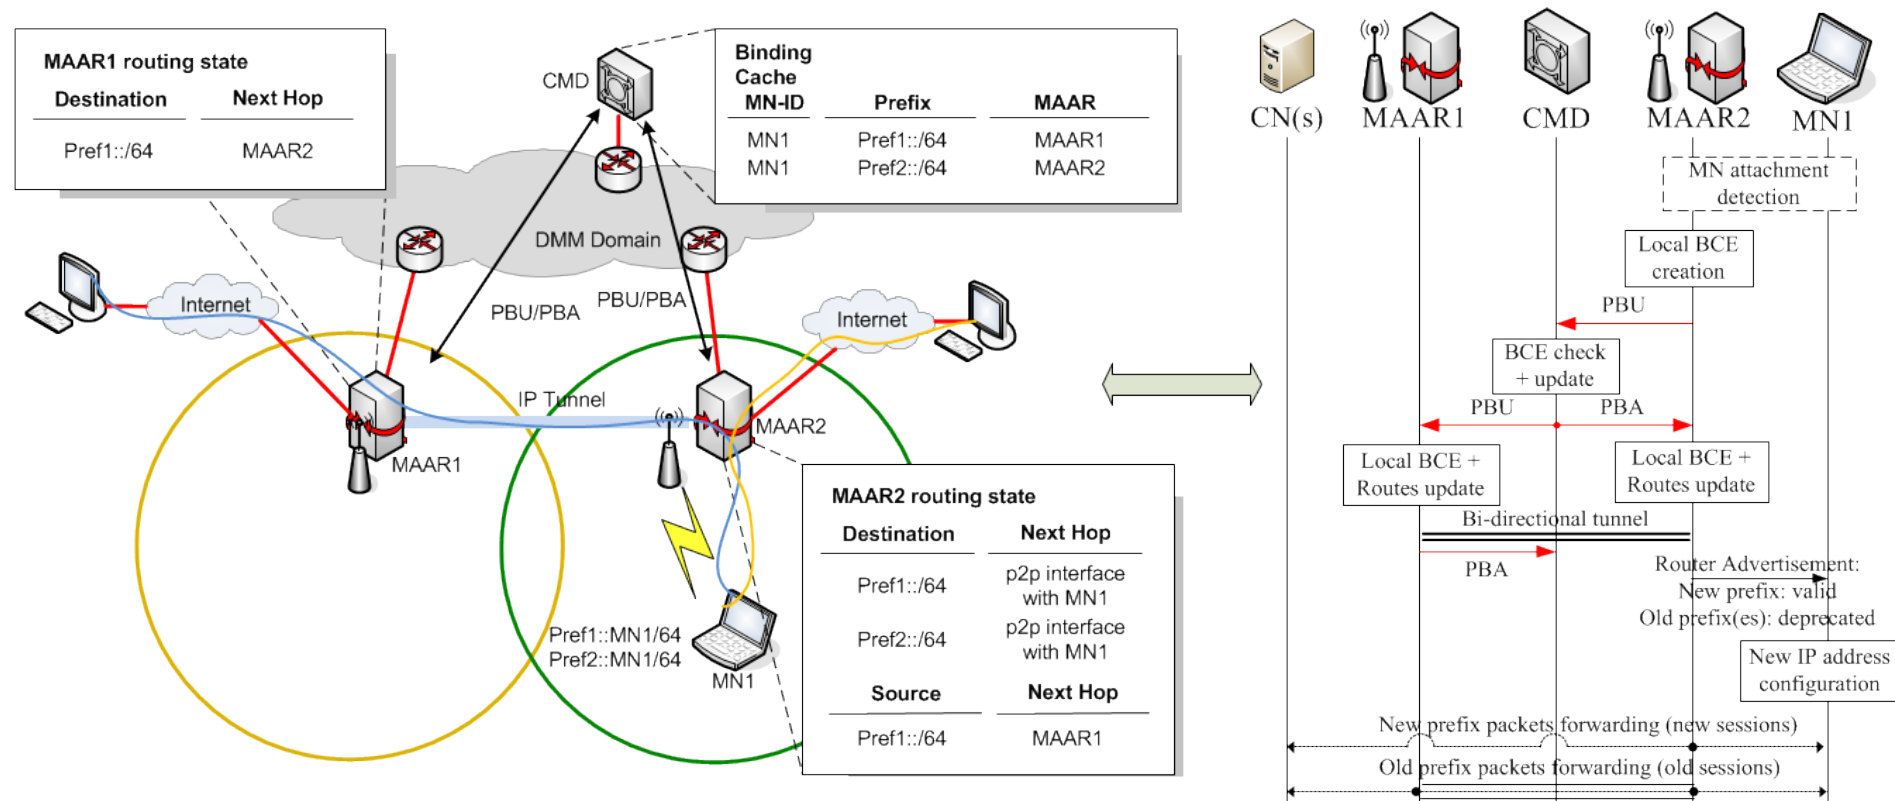 MAAR1 routing state
Destination Next Hop
Pref1::/64 MAAR2
CMD
Binding
Cache
MN-ID Prefix MAAR
MN1 Pref1::/64 MAAR1
MN1 Pref2::/64 MAAR2
DMM Domain
Internet
PBU/PBA
PBU/PBA
Internet
IP Tunnel
MAAR1
MAAR2
MAAR2 routing state
Destination Next Hop
Pref1::/64 p2p interface
with MN1
Pref2::/64 p2p interface
with MN1
Source Next Hop
Pref1::/64 MAAR1
Pref1::MN1/64
Pref2::MN1/64
MN1
CN(s) MAAR1 CMD MAAR2 MN1
MN attachment
detection
Local BCE
creation
PBU
BCE check
+ update
PBU PBA
Local BCE +
Routes update
Local BCE +
Routes update
Bi-directional tunnel
PBA
Router Advertisement:
New prefix: valid
Old prefix(es): deprecated
New IP address
configuration
New prefix packets forwarding (new sessions)
Old prefix packets forwarding (old sessions)